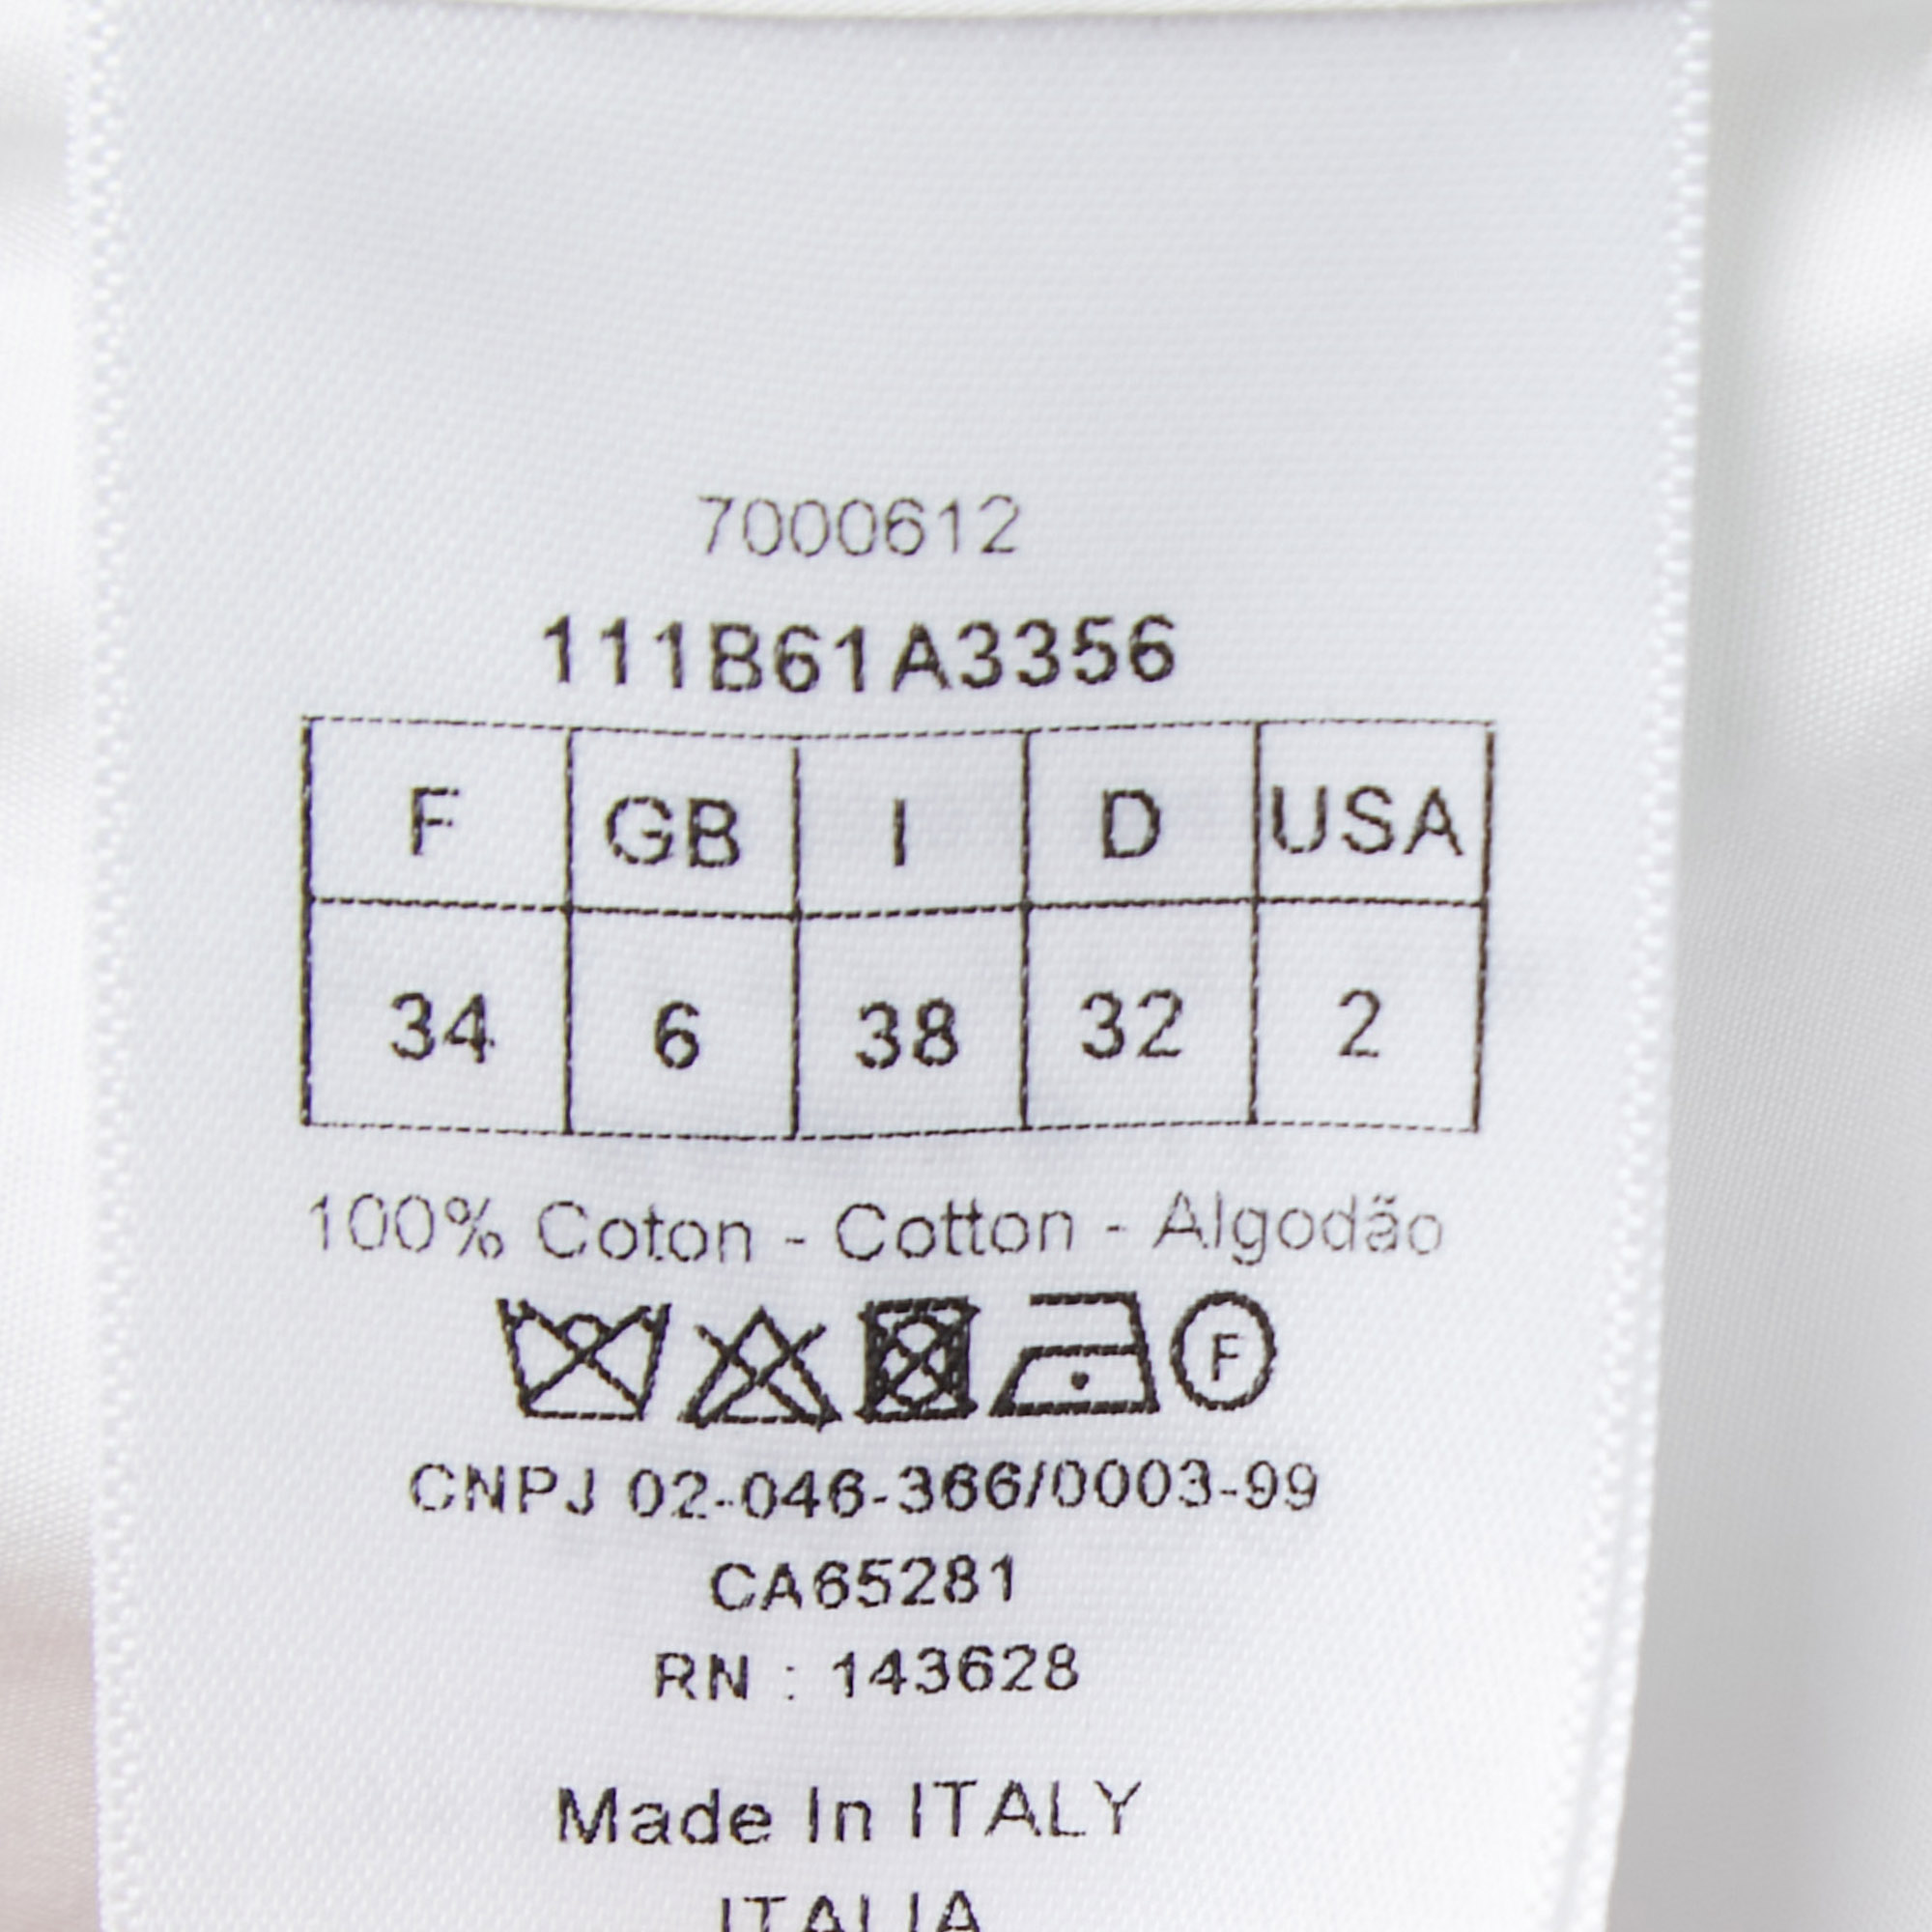 7000612
111B61A3356
F GB I D USA
34 6 38 32 2
100% Coton - Cotton - Algodão
F
CNPJ 02-046-366/0003-99
CA65281
RN : 143628
Made In ITALY
ITALIA